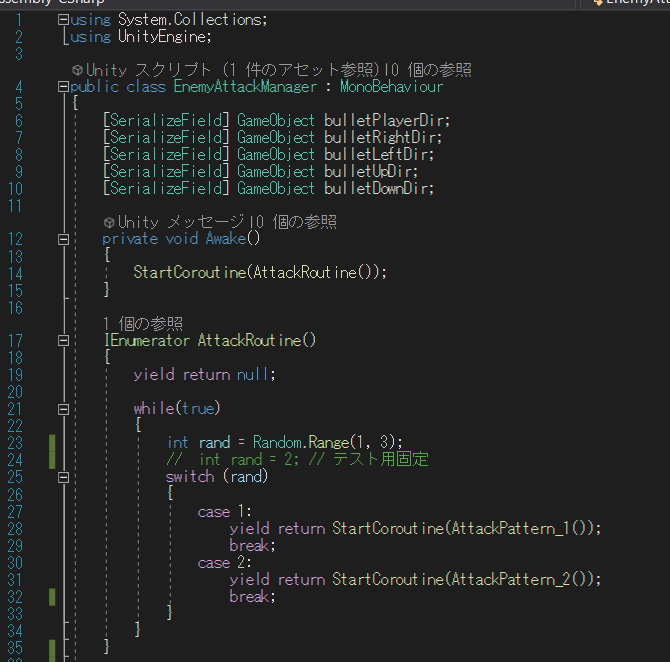 Assembly-CSharp
EnemyAtt
1 using System.Collections;
2 using UnityEngine;
3
Unity スクリプト (1 件のアセット参照)|0 個の参照
4 public class EnemyAttackManager : MonoBehaviour
5 {
6 [SerializeField] GameObject bulletPlayerDir;
7 [SerializeField] GameObject bulletRightDir;
8 [SerializeField] GameObject bulletLeftDir;
9 [SerializeField] GameObject bulletUpDir;
10 [SerializeField] GameObject bulletDownDir;
11
Unity メッセージ|0 個の参照
12 private void Awake()
13 {
14 StartCoroutine(AttackRoutine());
15 }
16
1 個の参照
17 IEnumerator AttackRoutine()
18 {
19 yield return null;
20
21 while(true)
22 {
23 int rand = Random.Range(1, 3);
24 // int rand = 2; // テスト用固定
25 switch (rand)
26 {
27 case 1:
28 yield return StartCoroutine(AttackPattern_1());
29 break;
30 case 2:
31 yield return StartCoroutine(AttackPattern_2());
32 break;
33 }
34 }
35 }